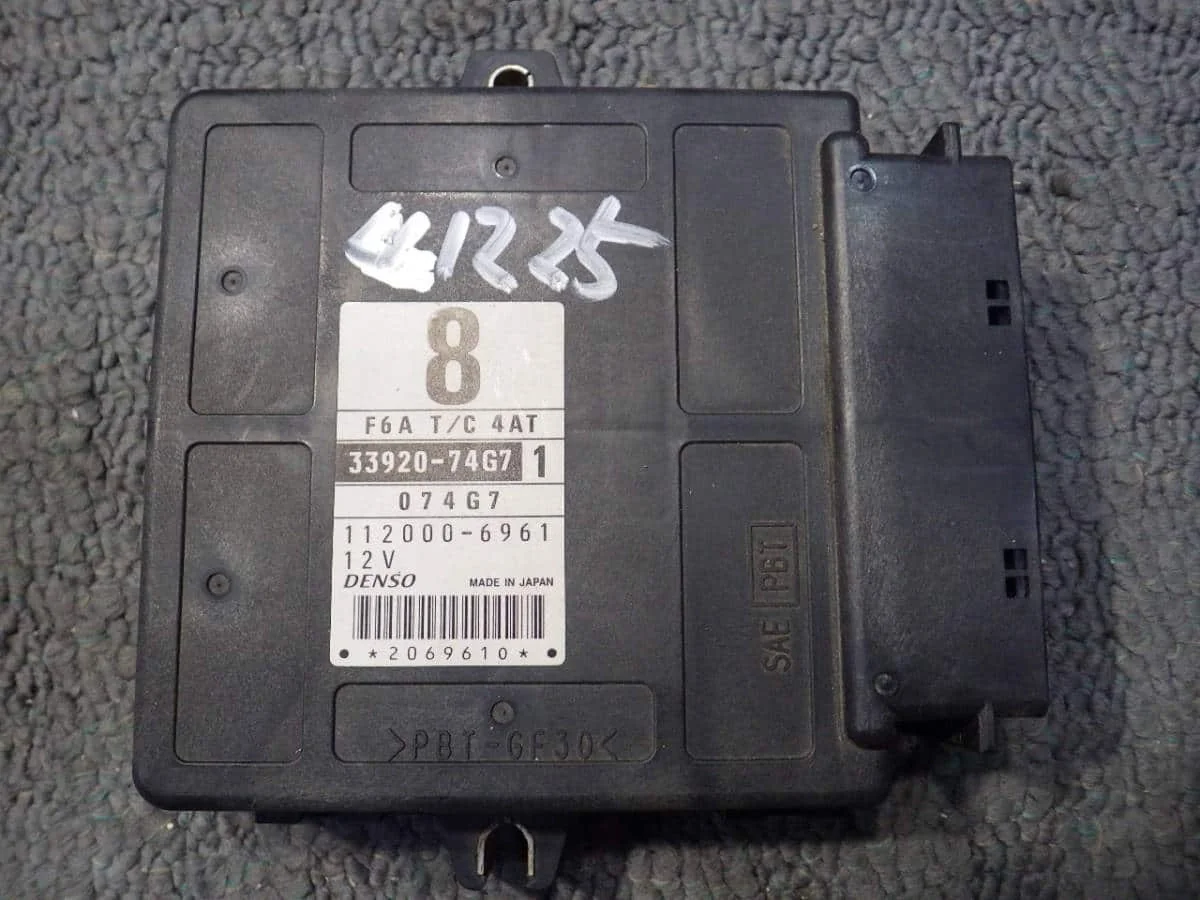 1225
8
F6A T/C 4AT
33920-74G7 1
074G7
112000-6961
12V
DENSO MADE IN JAPAN
*2069610*
SAE PBT
>PBT-GF30<